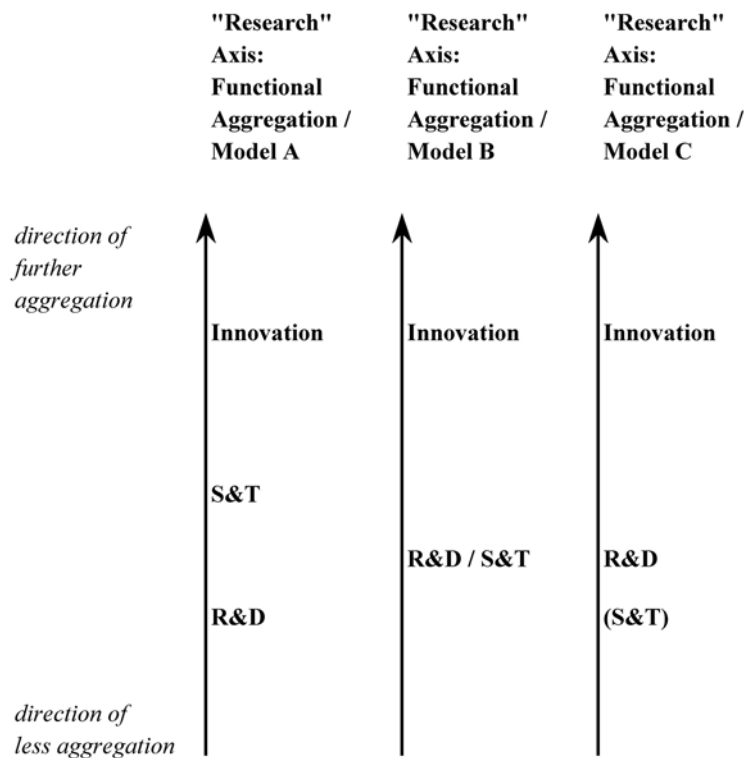 "Research"
Axis:
Functional
Aggregation /
Model A
"Research"
Axis:
Functional
Aggregation /
Model B
"Research"
Axis:
Functional
Aggregation /
Model C
direction of
further
aggregation
Innovation
Innovation
Innovation
S&T
R&D / S&T
R&D
R&D
(S&T)
direction of
less aggregation